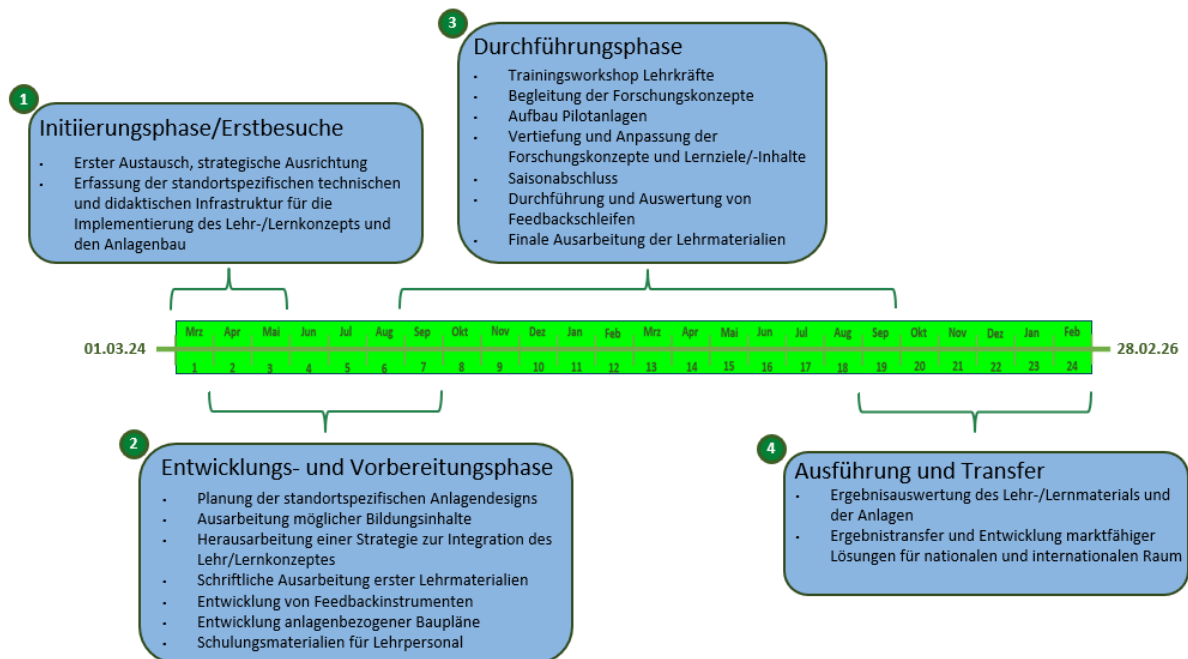 1
Initiierungsphase/Erstbesuche
· Erster Austausch, strategische Ausrichtung
· Erfassung der standortspezifischen technischen
und didaktischen Infrastruktur für die
Implementierung des Lehr-/Lernkonzepts und
den Anlagenbau
3
Durchführungsphase
· Trainingsworkshop Lehrkräfte
· Begleitung der Forschungskonzepte
· Aufbau Pilotanlagen
· Vertiefung und Anpassung der
Forschungskonzepte und Lernziele/-Inhalte
· Saisonabschluss
· Durchführung und Auswertung von
Feedbackschleifen
· Finale Ausarbeitung der Lehrmaterialien
01.03.24
Mrz Apr Mai Jun Jul Aug Sep Okt Nov Dez Jan Feb Mrz Apr Mai Jun Jul Aug Sep Okt Nov Dez Jan Feb
1 2 3 4 5 6 7 8 9 10 11 12 13 14 15 16 17 18 19 20 21 22 23 24
28.02.26
2
Entwicklungs- und Vorbereitungsphase
· Planung der standortspezifischen Anlagendesigns
· Ausarbeitung möglicher Bildungsinhalte
· Herausarbeitung einer Strategie zur Integration des
Lehr/Lernkonzeptes
· Schriftliche Ausarbeitung erster Lehrmaterialien
· Entwicklung von Feedbackinstrumenten
· Entwicklung anlagenbezogener Baupläne
· Schulungsmaterialien für Lehrpersonal
4
Ausführung und Transfer
· Ergebnisauswertung des Lehr-/Lernmaterials und
der Anlagen
· Ergebnistransfer und Entwicklung marktfähiger
Lösungen für nationalen und internationalen Raum